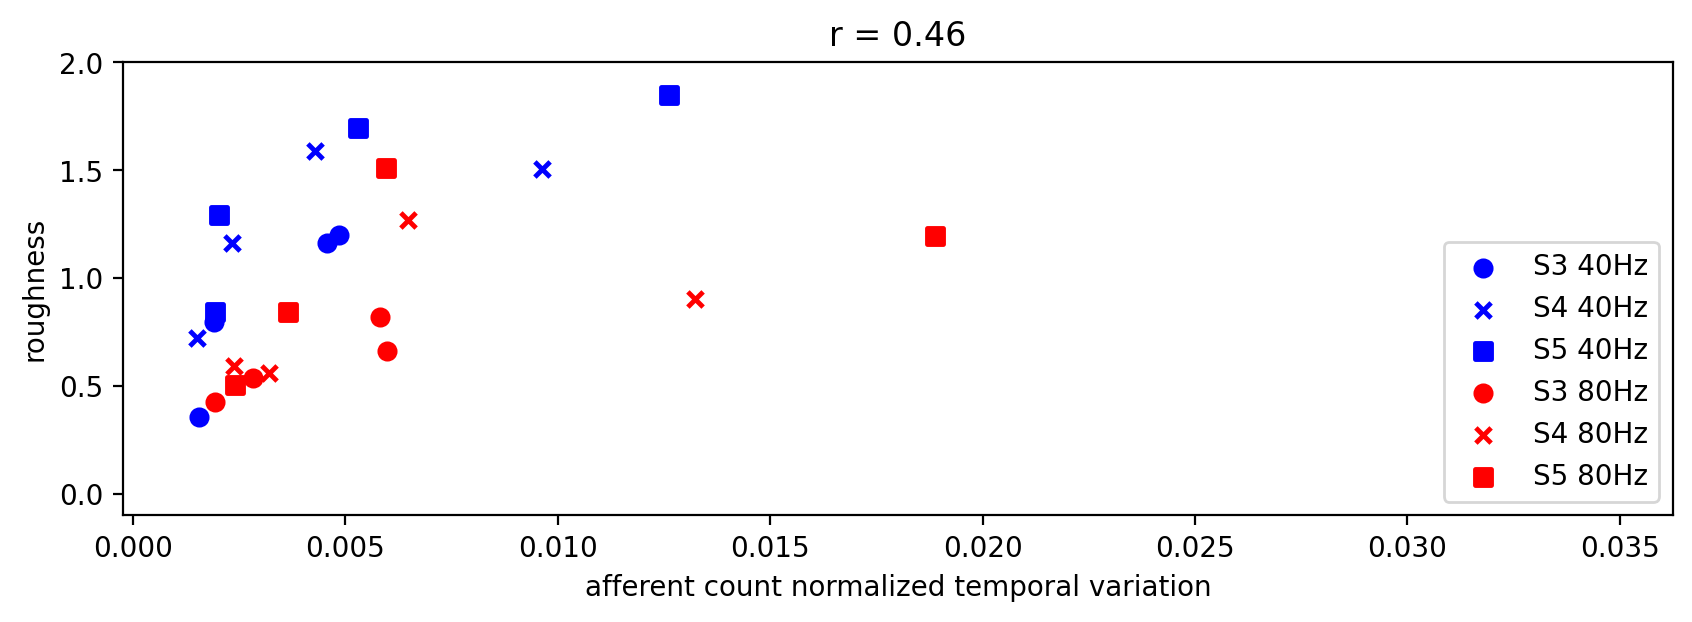 r = 0.46
2.0
1.5
1.0
0.5
0.0
roughness
0.000 0.005 0.010 0.015 0.020 0.025 0.030 0.035
afferent count normalized temporal variation
S3 40Hz
S4 40Hz
S5 40Hz
S3 80Hz
S4 80Hz
S5 80Hz